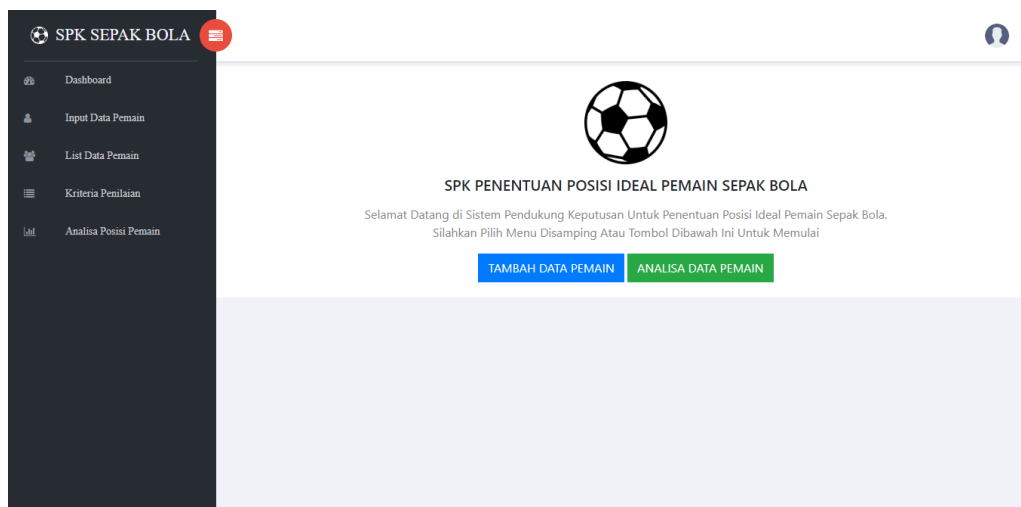 SPK SEPAK BOLA
Dashboard
Input Data Pemain
List Data Pemain
Kriteria Penilaian
Analisa Posisi Pemain
SPK PENENTUAN POSISI IDEAL PEMAIN SEPAK BOLA
Selamat Datang di Sistem Pendukung Keputusan Untuk Penentuan Posisi Ideal Pemain Sepak Bola.
Silahkan Pilih Menu Disamping Atau Tombol Dibawah Ini Untuk Memulai
TAMBAH DATA PEMAIN ANALISA DATA PEMAIN